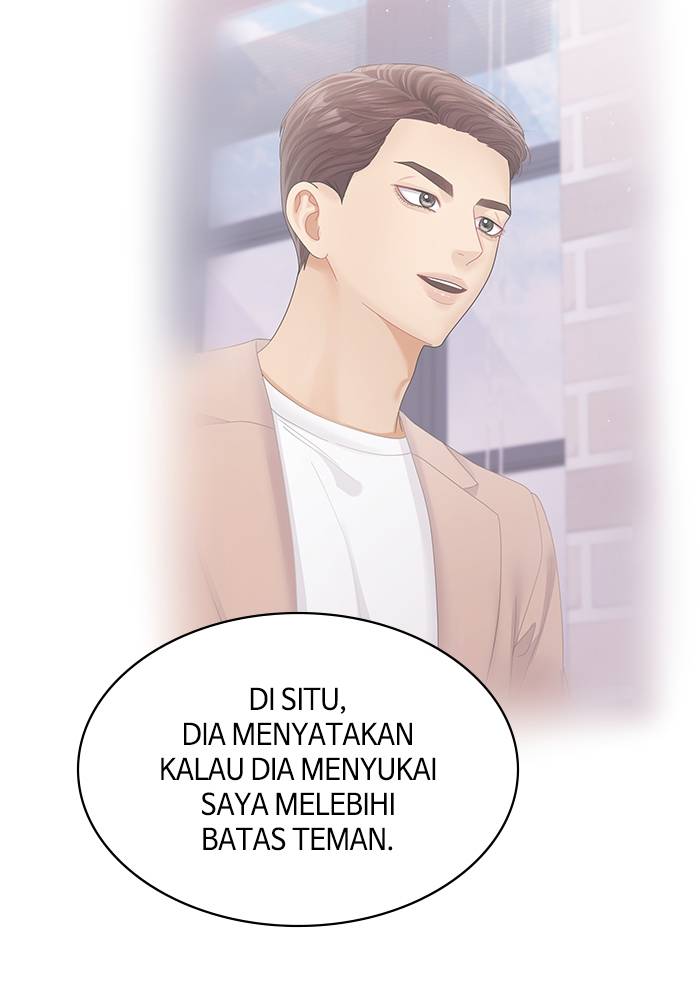 DI SITU,
DIA MENYATAKAN
KALAU DIA MENYUKAI
SAYA MELEBIHI
BATAS TEMAN.